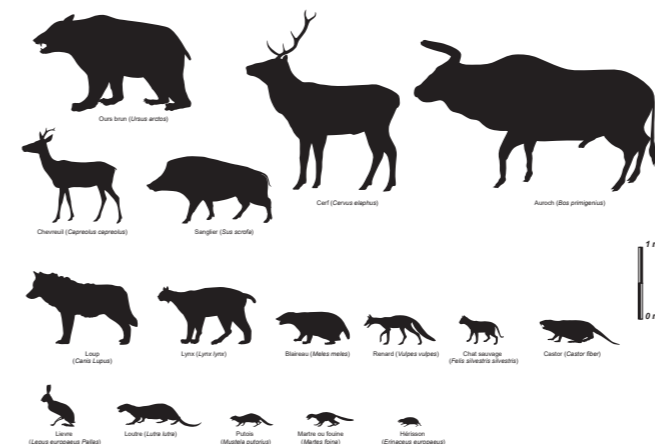 Ours brun (Ursus arctos)
Cerf (Cervus elaphus)
Auroch (Bos primigenius)
Chevreuil (Capreolus capreolus)
Sanglier (Sus scrofa)
1 m
0 m
Loup
(Canis Lupus)
Lynx (Lynx lynx)
Blaireau (Meles meles)
Renard (Vulpes vulpes)
Chat sauvage
(Felis silvestris silvestris)
Castor (Castor fiber)
Lievre
(Lepus europaeus Pallas)
Loutre (Lutra lutra)
Putois
(Mustela putorius)
Martre ou fouine
(Martes foina)
Hérisson
(Erinaceus europaeus)